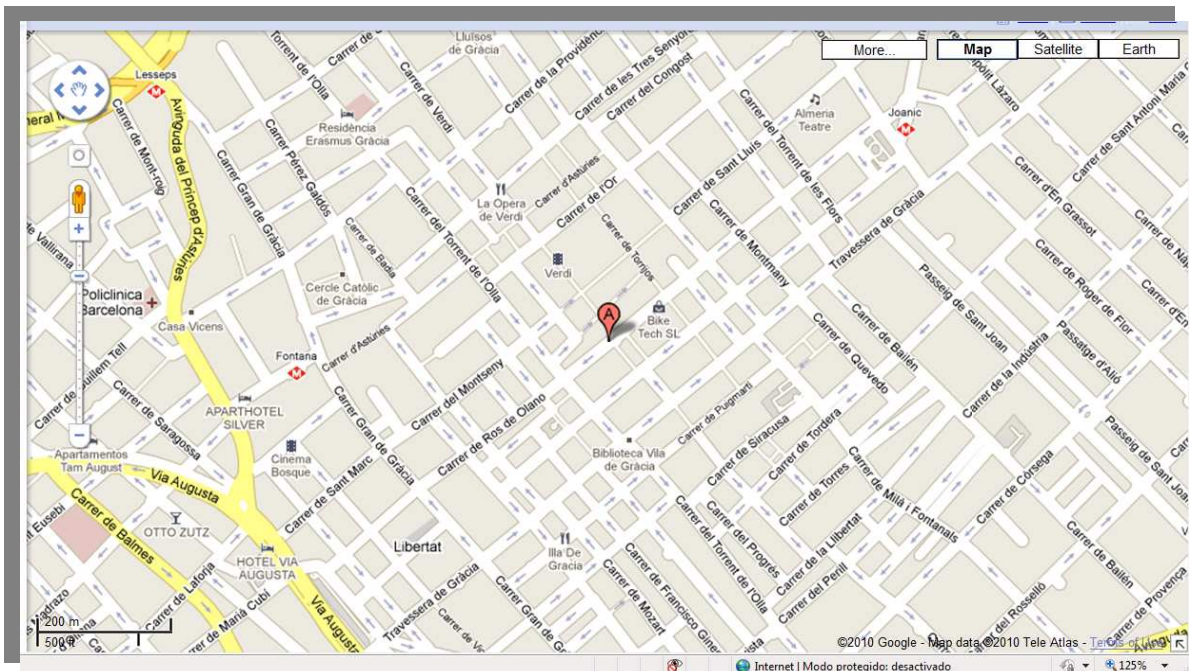 More...
Map
Satellite
Earth
Lluïsos
de Gràcia
Lesseps
M
Torrent de l'Olla
Carrer de Verdi
Carrer de la Providència
Carrer de les Tres Senyores
Carrer del Congost
Almeria
Teatre
Joanic
M
Carrer de Sant Antoni Maria
Avinguda del Príncep d'Astúries
Carrer de Mont-roig
Residència
Erasmus Gràcia
Carrer Pérez Galdós
Carrer Gran de Gràcia
La Opera
de Verdi
Carrer d'Astúries
Carrer de l'Or
Carrer de Sant Lluís
Carrer del Torrent de les Flors
Carrer d'En Grassot
Travessera de Gràcia
Carrer de Badia
Carrer del Torrent de l'Olla
Carrer de Torrijos
Carrer de Montmany
de Vallirana
Verdi
Carrer de Roger de Flor
Policlínica
Barcelona
Cercle Catòlic
de Gràcia
Passeig de Sant Joan
A
Bike
Tech SL
Casa Vicens
Carrer d'Astúries
Fontana
M
Carrer de Quevedo
Carrer de Bailén
Carrer de la Indústria
Passatge d'Alió
Carrer de Guillem Tell
Carrer de Saragossa
Carrer del Montseny
Carrer de Ros de Olano
APARTHOTEL
SILVER
Carrer Gran de Gràcia
Carrer de Puigmartí
Carrer de Siracusa
Carrer de Tordera
Apartamentos
Tam August
Cinema
Bosque
Biblioteca Vila
de Gràcia
Passeig de Sant Joan
Via Augusta
Carrer de Sant Marc
Carrer de Torres
Carrer de Milà i Fontanals
Carrer de Còrsega
Carrer de Balmes
OTTO ZUTZ
Libertat
Illa De
Gracia
Carrer del Torrent de l'Olla
Carrer del Progrés
Carrer de la Llibertat
Carrer del Perill
Carrer de Bailén
HOTEL VIA
AUGUSTA
Carrer de Laforja
Carrer de Marià Cubí
Via Augusta
Travessera de Gràcia
Carrer Gran de
Carrer de Mozart
Carrer de Francisco Giner
Carrer del Rosselló
Carrer de Provença
200 m
500 ft
©2010 Google - Map data ©2010 Tele Atlas - Terms of Use
Internet | Modo protegido: desactivado
125%